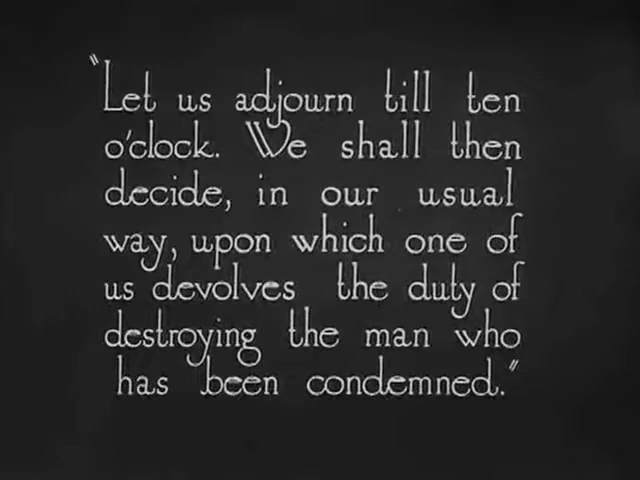 "Let us adjourn till ten
o'clock. We shall then
decide, in our usual
way, upon which one of
us devolves the duty of
destroying the man who
has been condemned."